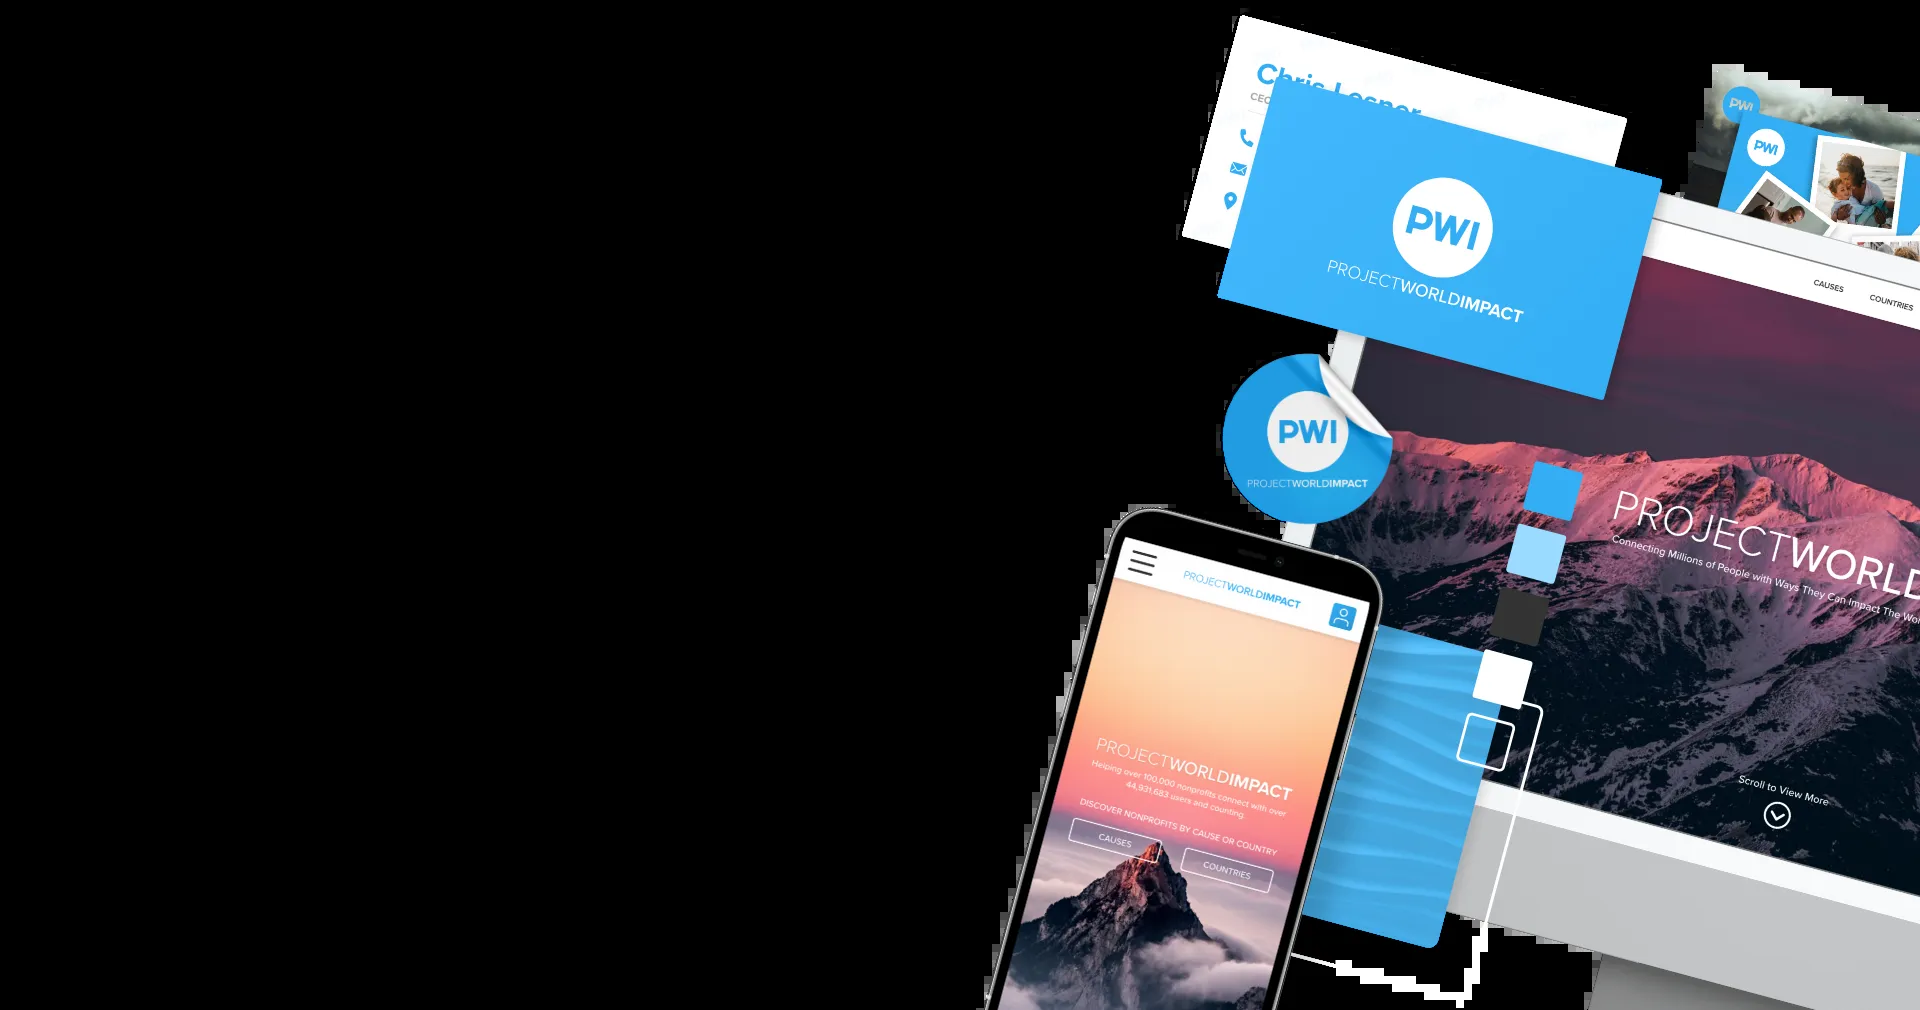 Chris
CEO
PWI
PROJECTWORLDIMPACT
PWI
PWI
CAUSES
COUNTRIES
PWI
PROJECTWORLDIMPACT
PROJECTWORLD
Connecting Millions of People with Ways They Can Impact The
Scroll to View More
PROJECTWORLDIMPACT
PROJECTWORLDIMPACT
Helping over 100,000 nonprofits connect with over
44,931,683 users and counting
DISCOVER NONPROFITS BY CAUSE OR COUNTRY
CAUSES
COUNTRIES